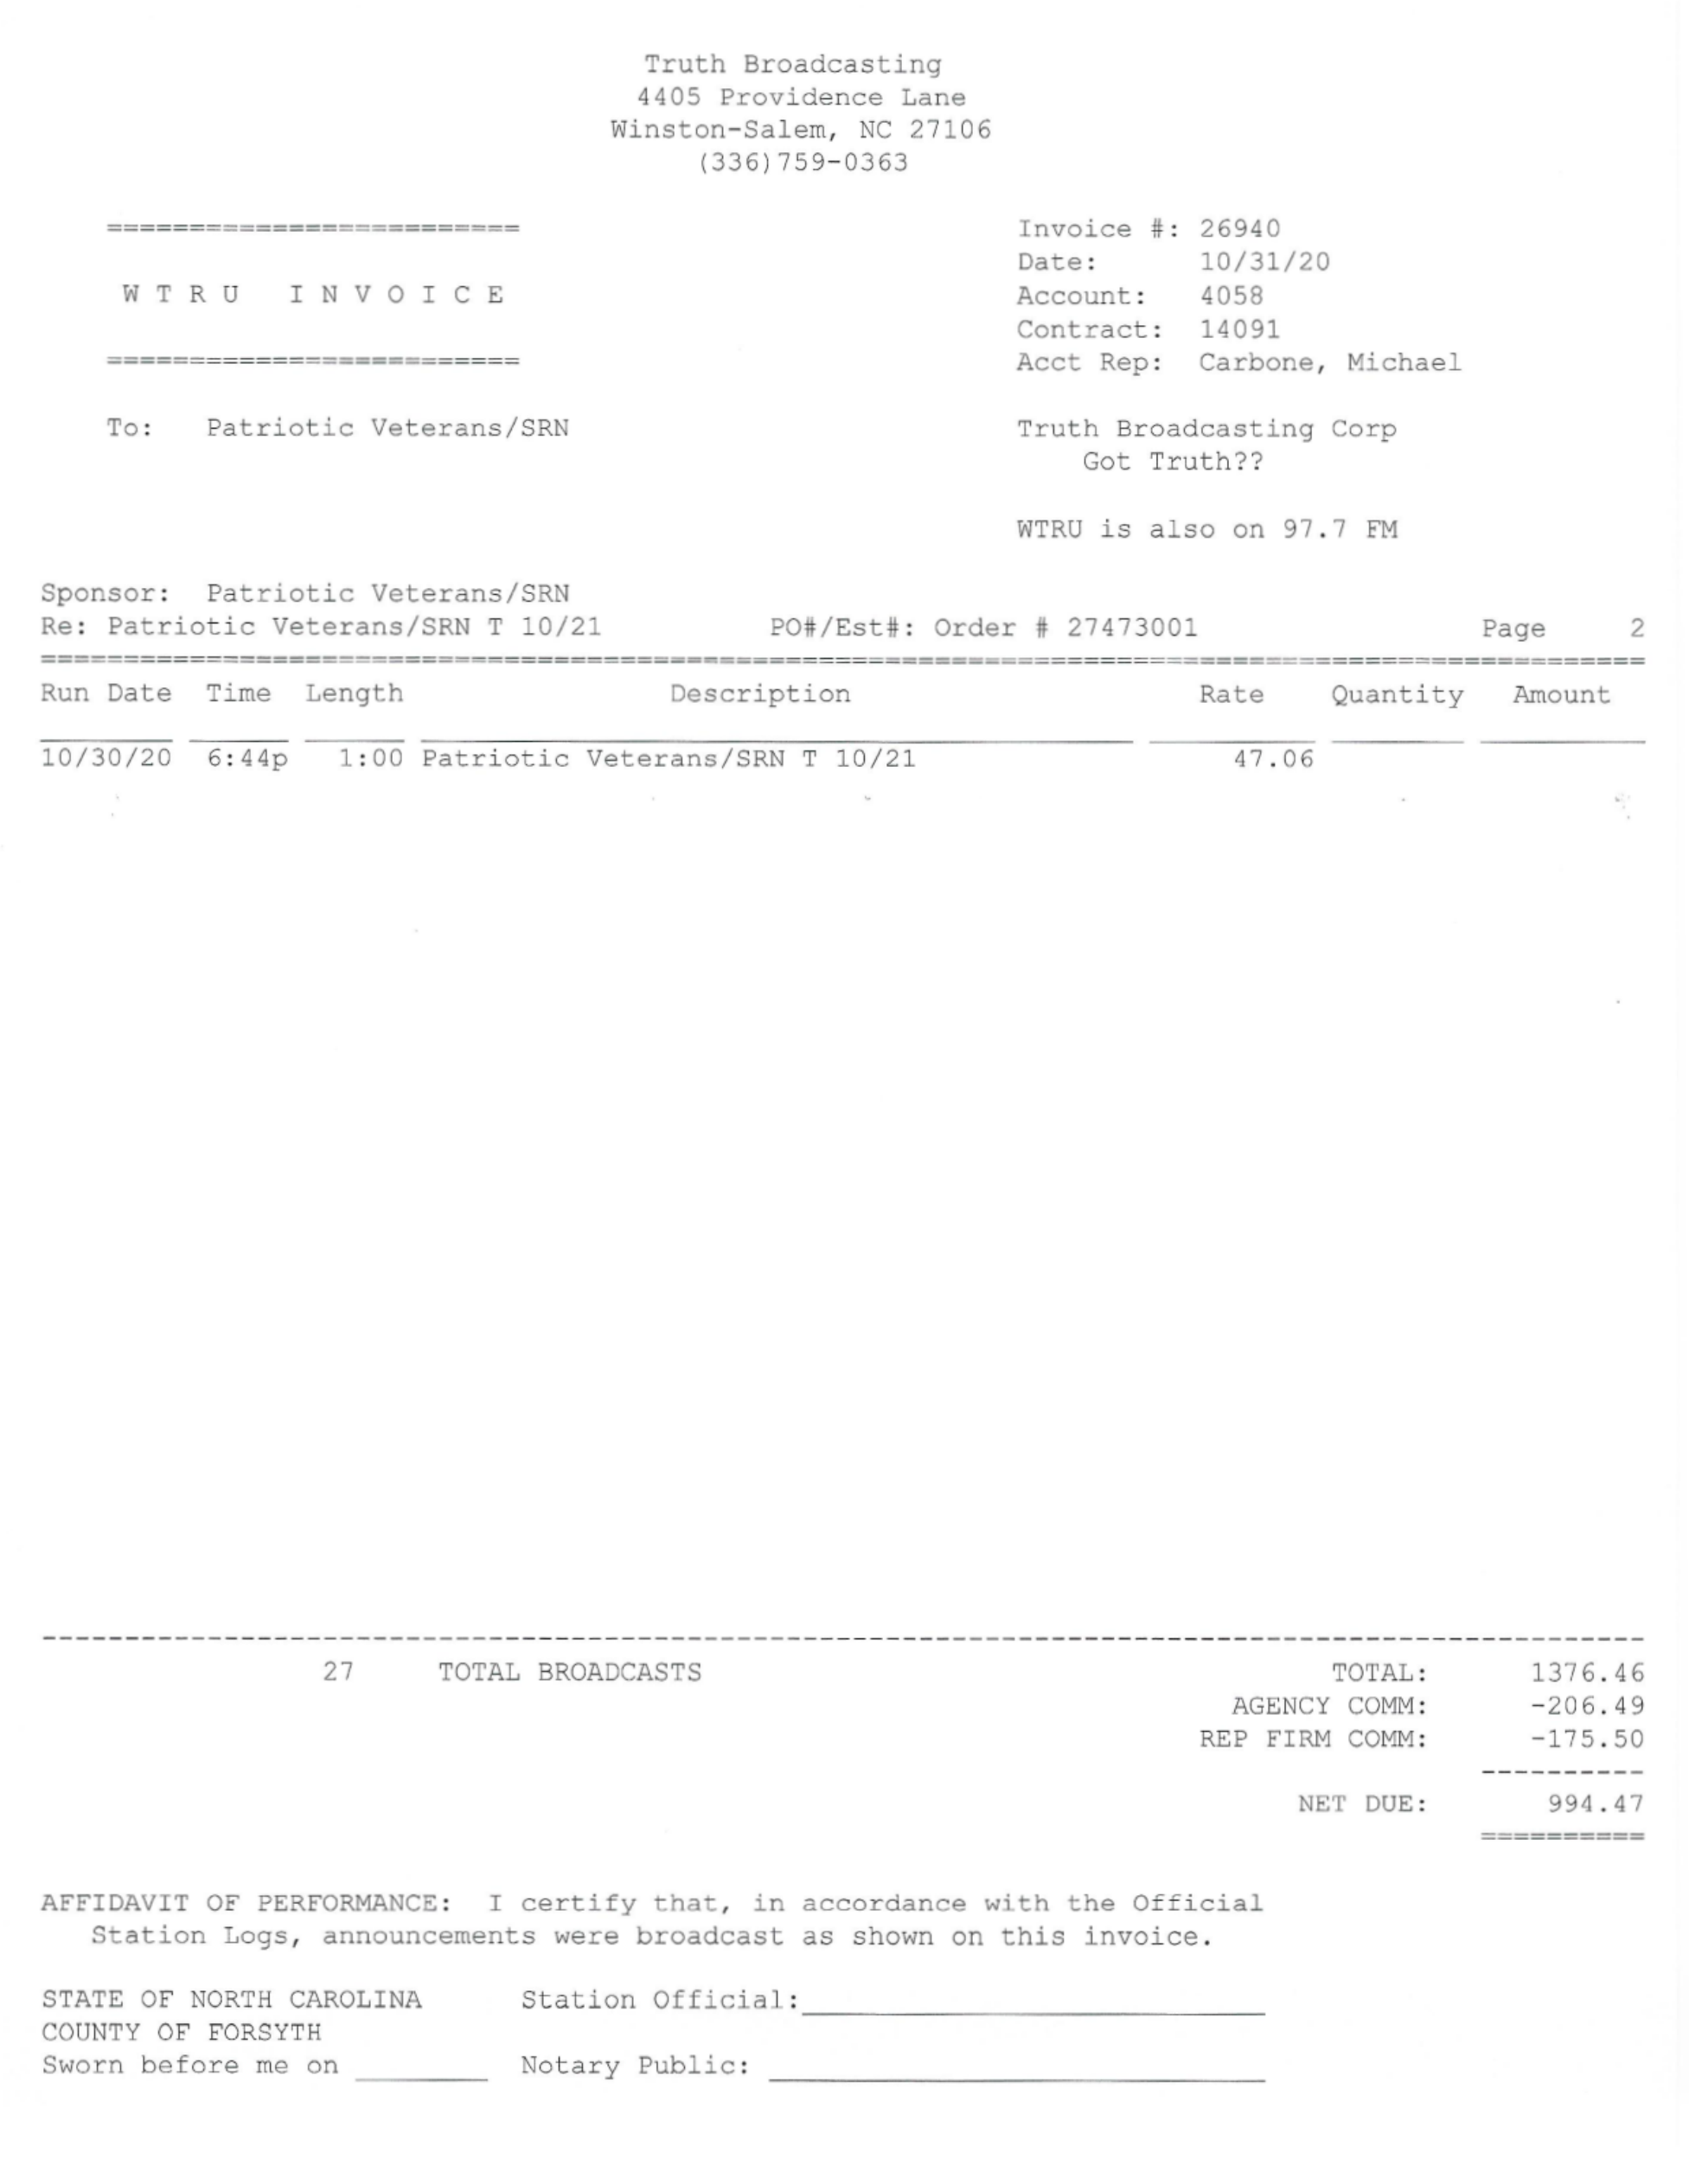 Truth Broadcasting
4405 Providence Lane
Winston-Salem, NC 27106
(336)759-0363
=========================
W T R U   I N V O I C E
=========================
Invoice #: 26940
Date: 10/31/20
Account: 4058
Contract: 14091
Acct Rep: Carbone, Michael
To: Patriotic Veterans/SRN
Truth Broadcasting Corp
Got Truth??
WTRU is also on 97.7 FM
Sponsor: Patriotic Veterans/SRN
Re: Patriotic Veterans/SRN T 10/21 PO#/Est#: Order # 27473001 Page 2
Run Date Time Length Description Rate Quantity Amount
10/30/20 6:44p 1:00 Patriotic Veterans/SRN T 10/21 47.06
27 TOTAL BROADCASTS TOTAL: 1376.46
AGENCY COMM: -206.49
REP FIRM COMM: -175.50
NET DUE: 994.47
AFFIDAVIT OF PERFORMANCE: I certify that, in accordance with the Official
Station Logs, announcements were broadcast as shown on this invoice.
STATE OF NORTH CAROLINA Station Official:
COUNTY OF FORSYTH
Sworn before me on Notary Public: